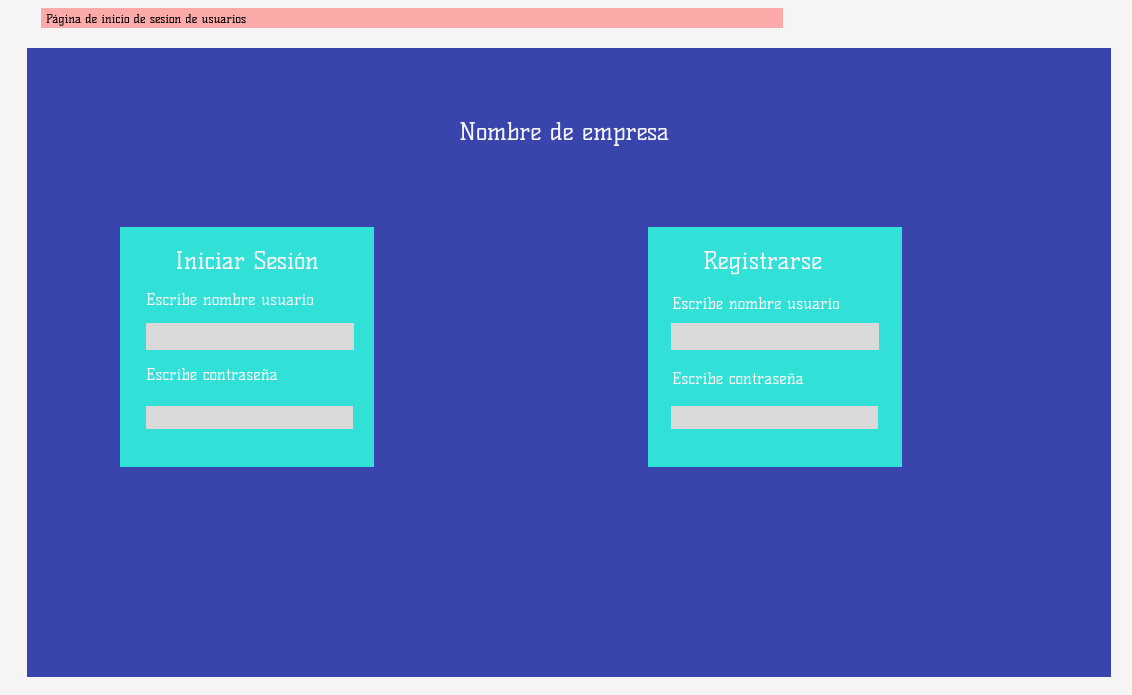 Página de inicio de sesion de usuarios
Nombre de empresa
Iniciar Sesión
Escribe nombre usuario
Escribe contraseña
Registrarse
Escribe nombre usuario
Escribe contraseña